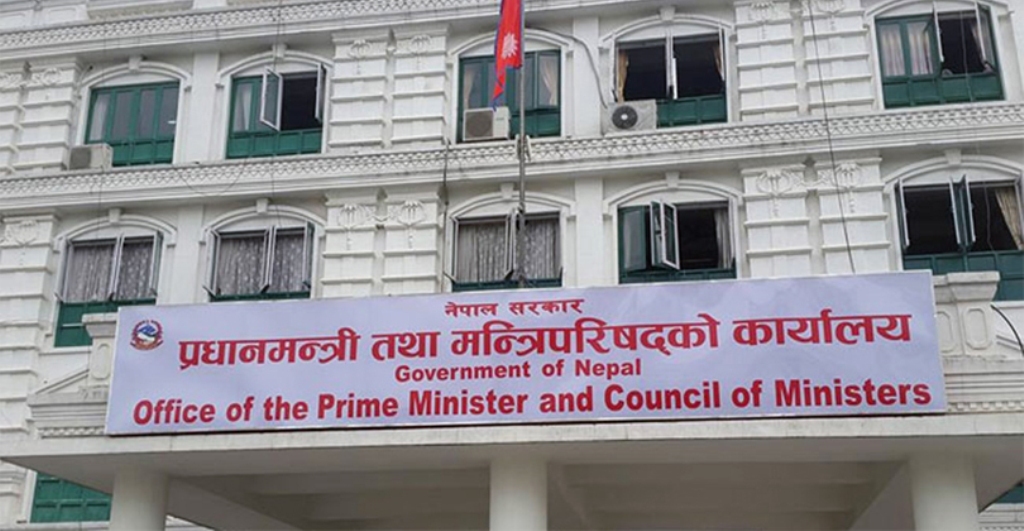 नेपाल सरकार
प्रधानमन्त्री तथा मन्त्रिपरिषद्को कार्यालय
Government of Nepal
Office of the Prime Minister and Council of Ministers